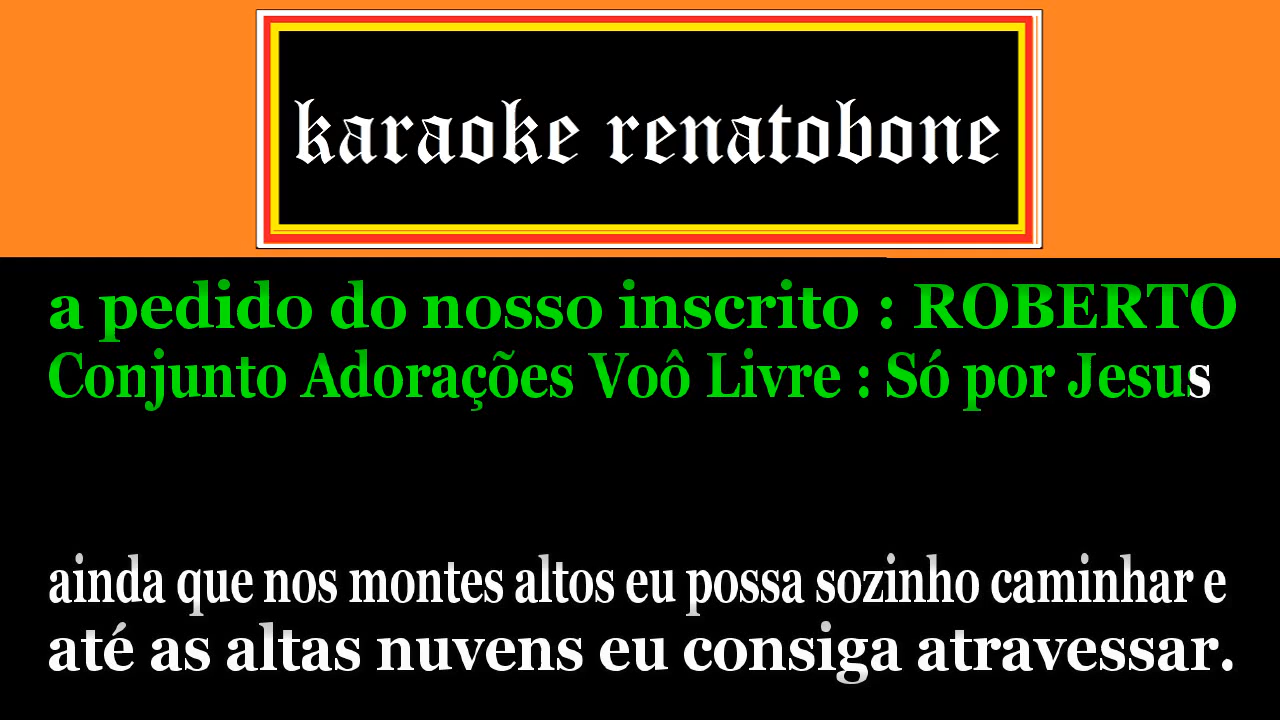 karaoke renatobone
a pedido do nosso inscrito : ROBERTO
Conjunto Adorações Voô Livre : Só por Jesus
ainda que nos montes altos eu possa sozinho caminhar e
até as altas nuvens eu consiga atravessar.